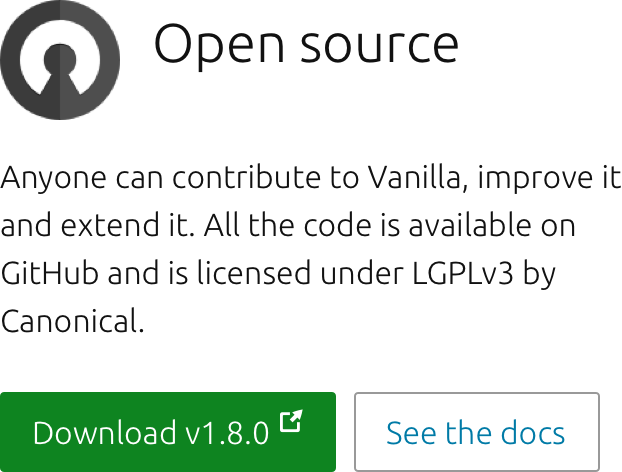 Open source
Anyone can contribute to Vanilla, improve it
and extend it. All the code is available on
GitHub and is licensed under LGPLv3 by
Canonical.
Download v1.8.0
See the docs